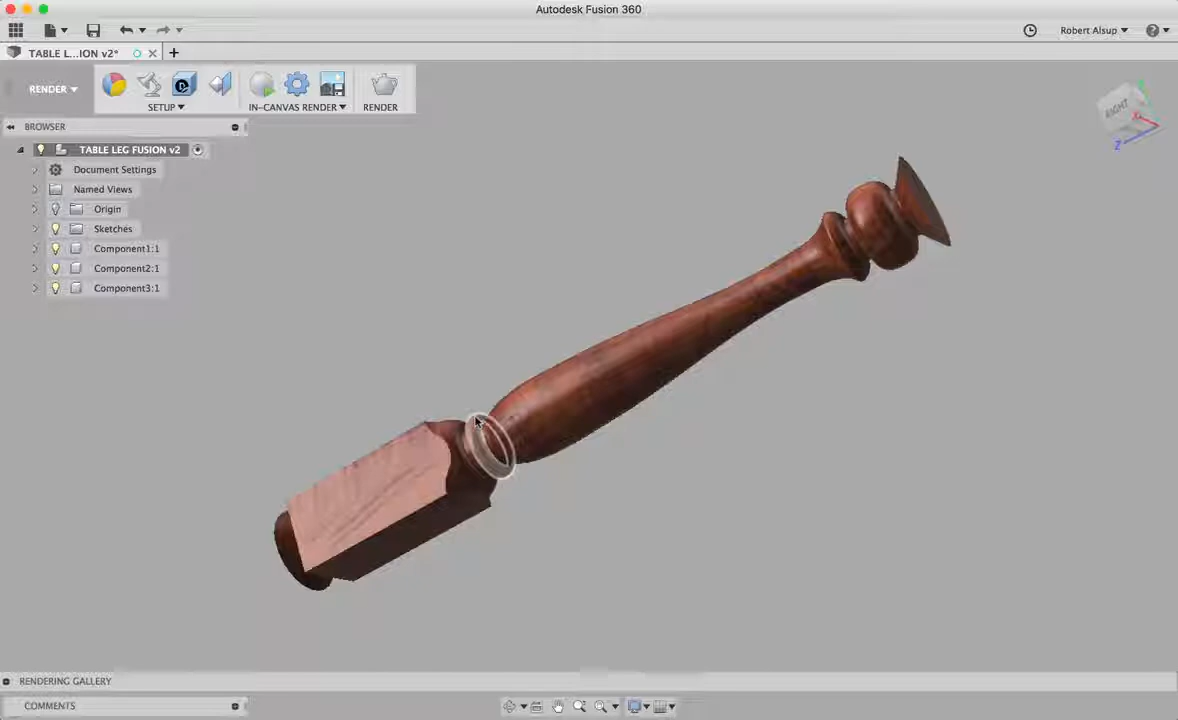 Autodesk Fusion 360
Robert Alsup
TABLE L...ION v2*
RENDER
SETUP
IN-CANVAS RENDER
RENDER
BROWSER
RIGHT
Z
TABLE LEG FUSION v2
Document Settings
Named Views
Origin
Sketches
Component1:1
Component2:1
Component3:1
RENDERING GALLERY
COMMENTS